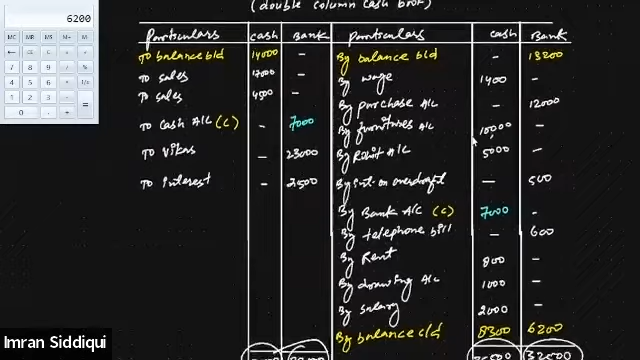 (double column cash book)
6200
MC MR MS M+ M-
Particulars cash Bank Particulars cash Bank
To balance b/d 14000 - By balance b/d - 13200
To sales 17000 - By wage 1400 -
To sales 4500 - By purchase A/c - 12000
To cash A/c (C) - 7000 By furnitures A/c 10000 -
To Vikas - 23000 By Rohit A/c 5000 -
To interest - 2500 By int. on overdraft - 500
By Bank A/c (C) 7000 -
By telephone bill - 600
By Rent 800 -
By drawing A/c 1000 -
By salary 2000 -
By balance c/d 8300 6200
32500
Imran Siddiqui